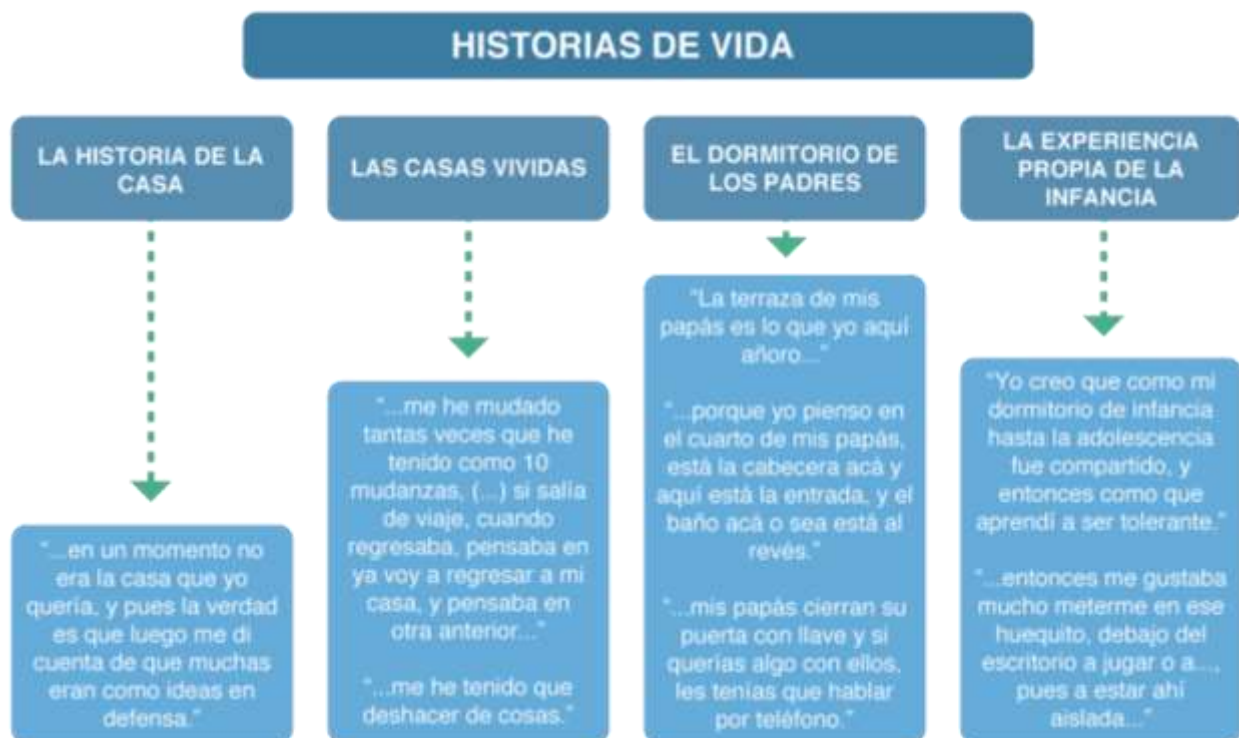 HISTORIAS DE VIDA
LA HISTORIA DE LA
CASA
LAS CASAS VIVIDAS
EL DORMITORIO DE
LOS PADRES
LA EXPERIENCIA
PROPIA DE LA
INFANCIA
"...en un momento no
era la casa que yo
quería, y pues la verdad
es que luego me di
cuenta de que muchas
eran como ideas en
defensa."
"...me he mudado
tantas veces que he
tenido como 10
mudanzas, (...) si salía
de viaje, cuando
regresaba, pensaba en
ya voy a regresar a mi
casa, y pensaba en
otra anterior..."
"...me he tenido que
deshacer de cosas."
"La terraza de mis
papás es lo que yo aquí
añoro..."
"...porque yo pienso en
el cuarto de mis papás,
está la cabecera acá y
aquí está la entrada, y el
baño acá o sea está al
revés."
"...mis papás cierran su
puerta con llave y si
querías algo con ellos,
les tenías que hablar
por teléfono."
"Yo creo que como mi
dormitorio de infancia
hasta la adolescencia
fue compartido, y
entonces como que
aprendí a ser tolerante."
"...entonces me gustaba
mucho meterme en ese
huequito, debajo del
escritorio a jugar o a...,
pues a estar ahí
aislada..."